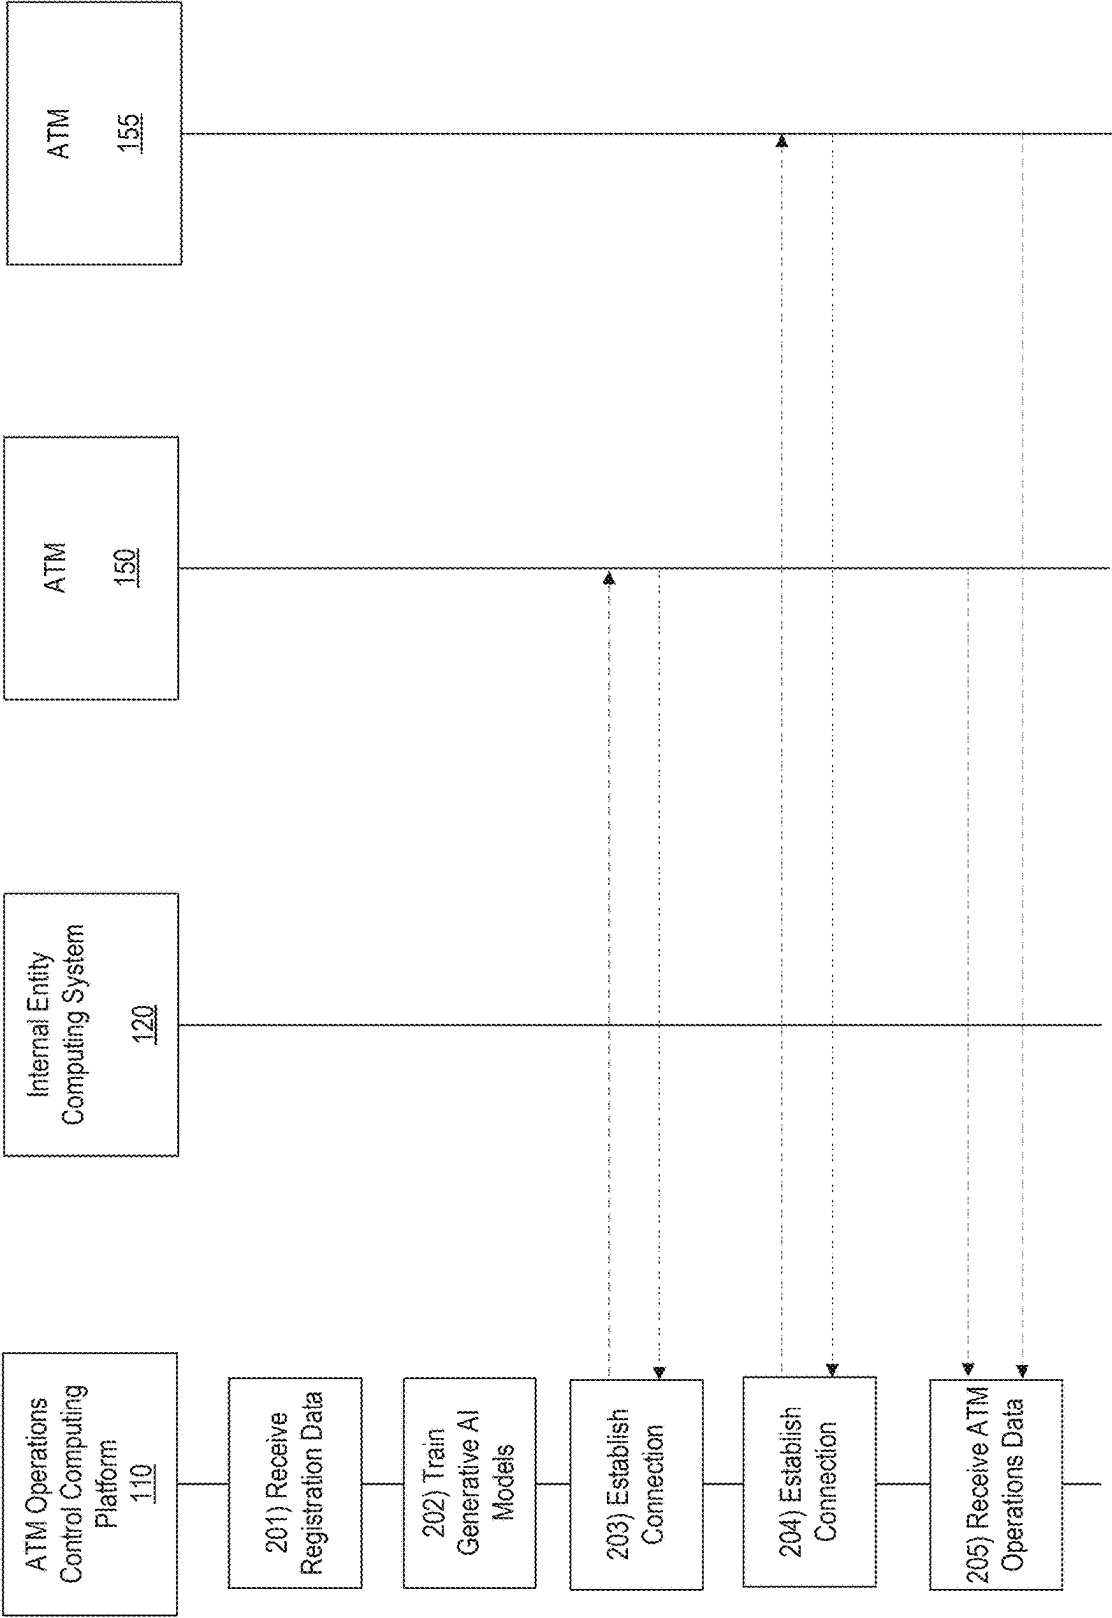 ATM Operations
Control Computing
Platform
110
Internal Entity
Computing System
120
ATM
150
ATM
155
201) Receive
Registration Data
202) Train
Generative AI
Models
203) Establish
Connection
204) Establish
Connection
205) Receive ATM
Operations Data